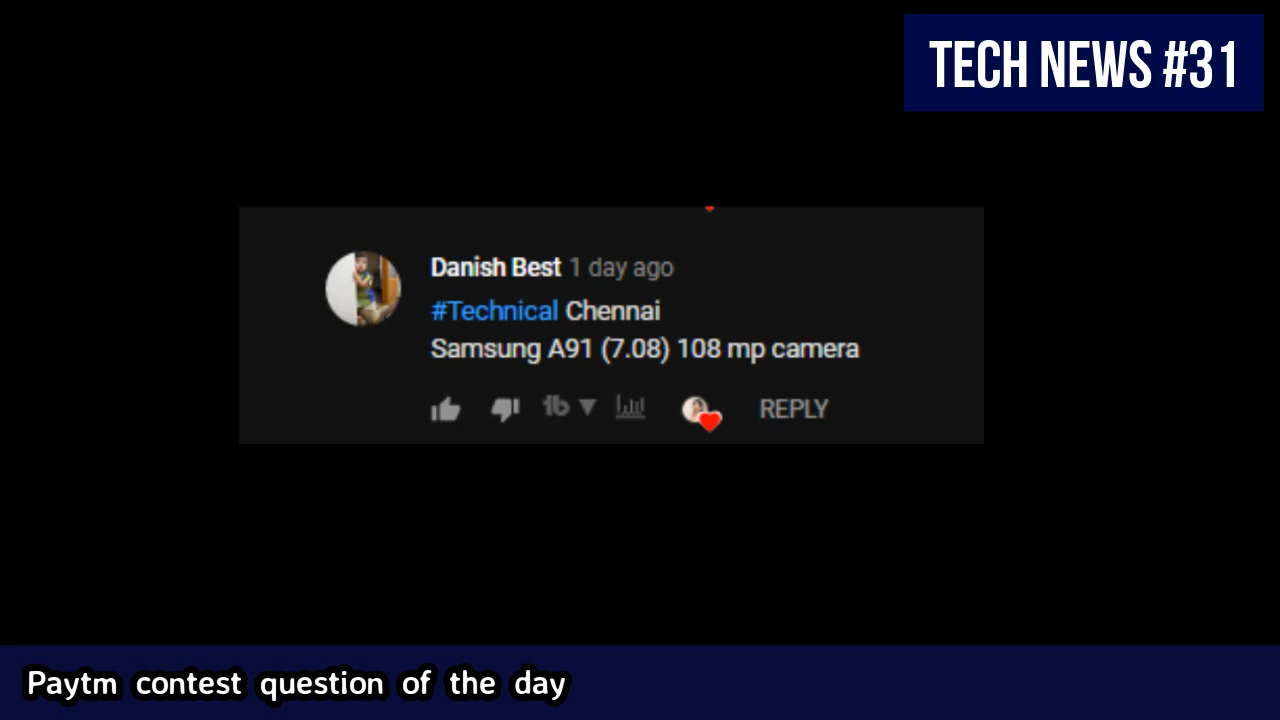 TECH NEWS #31
Danish Best 1 day ago
#Technical Chennai
Samsung A91 (7.08) 108 mp camera
REPLY
Paytm contest question of the day